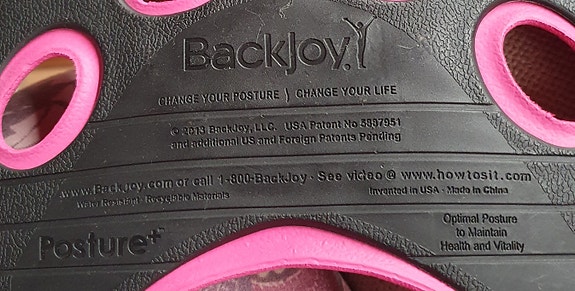 BackJoy
CHANGE YOUR POSTURE \ CHANGE YOUR LIFE
© 2013 BackJoy, LLC. USA Patent No 5887951
and additional US and Foreign Patents Pending
www.BackJoy.com or call 1-800-BackJoy · See video @ www.howtosit.com
Water Resistant · Recyclable Materials
Invented in USA · Made in China
Posture+
Optimal Posture
to Maintain
Health and Vitality